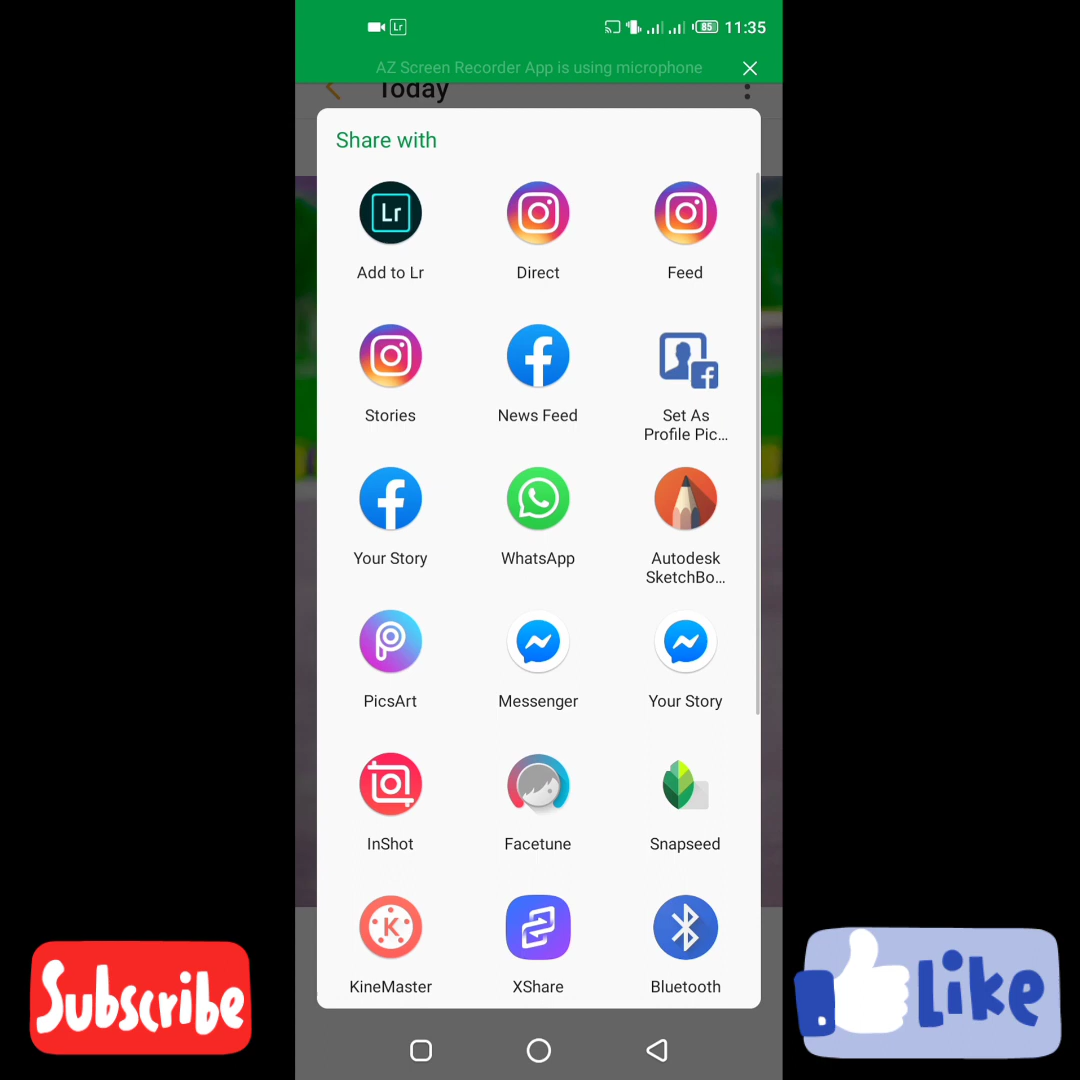 Lr 85 11:35
AZ Screen Recorder App is using microphone
Today
Share with
Lr
Add to Lr Direct Feed
Stories News Feed Set As
Profile Pic...
Your Story WhatsApp Autodesk
SketchBo...
PicsArt Messenger Your Story
InShot Facetune Snapseed
K
KineMaster XShare Bluetooth
Subscribe Like